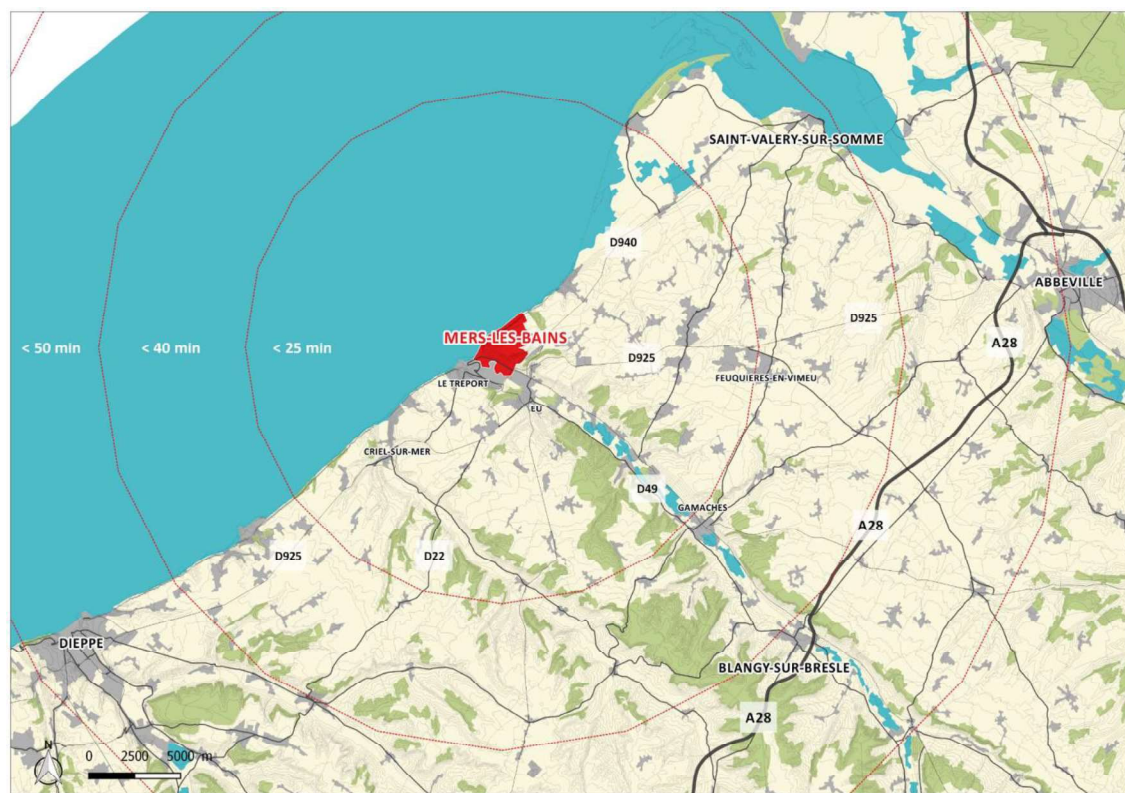 SAINT-VALERY-SUR-SOMME
D940
ABBEVILLE
D925
MERS-LES-BAINS
A28
< 50 min
< 40 min
< 25 min
D925
FEUQUIERES-EN-VIMEU
LE TREPORT
EU
CRIEL-SUR-MER
D49
GAMACHES
A28
D925
D22
DIEPPE
BLANGY-SUR-BRESLE
A28
N
0 2500 5000 m